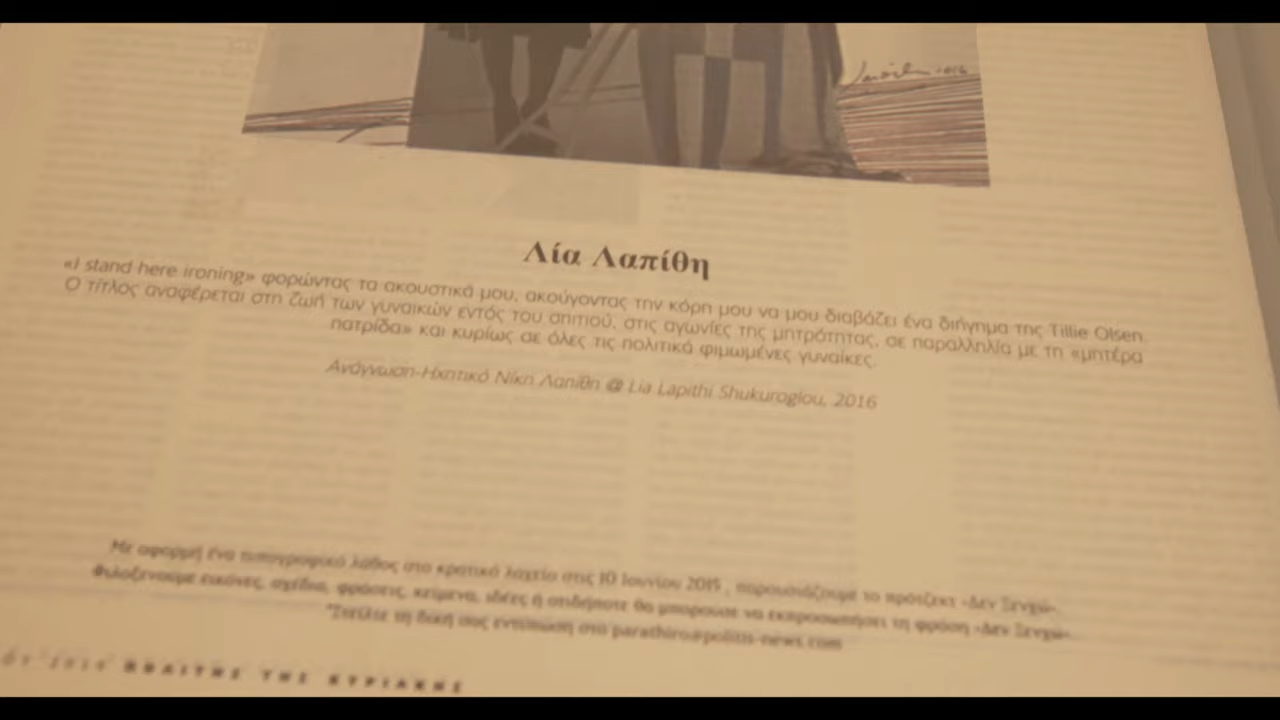 2016
Λία Λαπίθη
«I stand here ironing» φορώντας τα ακουστικά μου, ακούγοντας την κόρη μου να μου διαβάζει ένα διήγημα της Tillie Olsen.
Ο τίτλος αναφέρεται στη ζωή των γυναικών εντός του σπιτιού, στις αγωνίες της μητρότητας, σε παραλληλία με τη «μητέρα
πατρίδα» και κυρίως σε όλες τις πολιτικά φιμωμένες γυναίκες.
Ανάγνωση-Ηχητικό Νίκη Λαπίθη @ Lia Lapithi Shukuroglou, 2016
Με αφορμή ένα τυπογραφικό λάθος στο κρατικό λαχείο στις 10 Ιουνίου 2015 , παρουσιάζουμε το πρότζεκτ «Δεν Ξεχνώ».
Φιλοξενούμε εικόνες, σχέδια, φράσεις, κείμενα, ιδέες ή οτιδήποτε θα μπορούσε να εκπροσωπήσει τη φράση «Δεν Ξεχνώ».
"Στείλτε τη δική σας εντύπωση στο parathiro@politis-news.com
ΠΟΛΙΤΗΣ ΤΗΣ ΚΥΡΙΑΚΗΣ